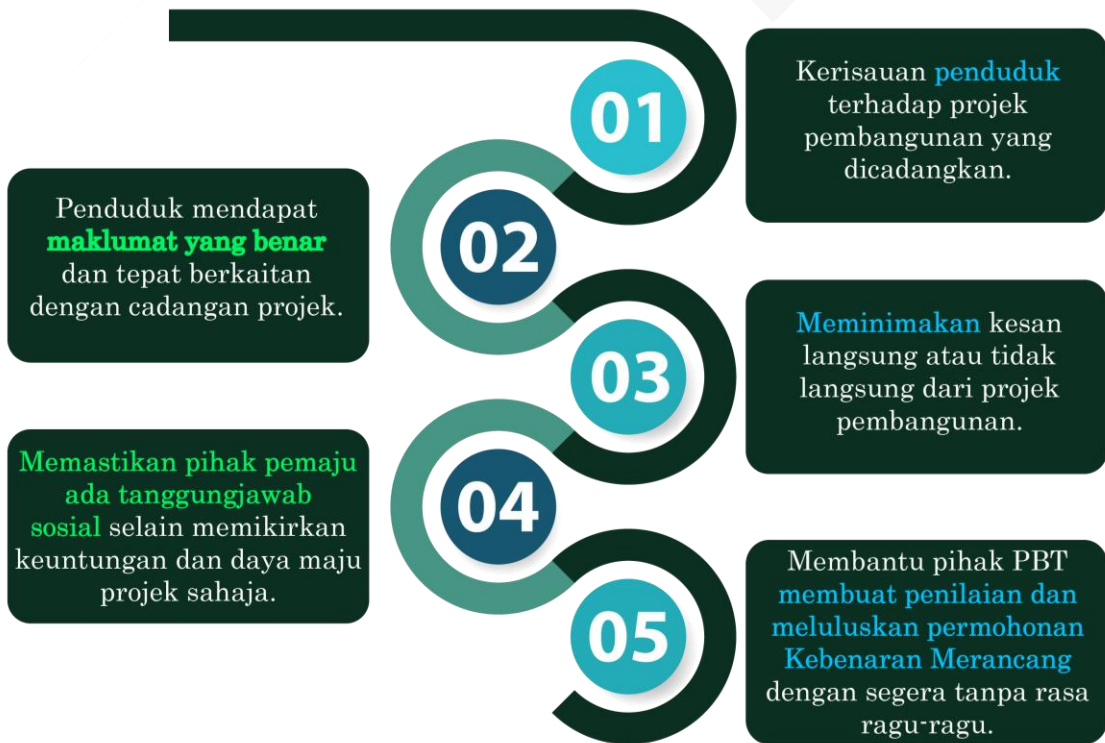 01
Kerisauan penduduk
terhadap projek
pembangunan yang
dicadangkan.
02
Penduduk mendapat
maklumat yang benar
dan tepat berkaitan
dengan cadangan projek.
03
Meminimakan kesan
langsung atau tidak
langsung dari projek
pembangunan.
04
Memastikan pihak pemaju
ada tanggungjawab
sosial selain memikirkan
keuntungan dan daya maju
projek sahaja.
05
Membantu pihak PBT
membuat penilaian dan
meluluskan permohonan
Kebenaran Merancang
dengan segera tanpa rasa
ragu-ragu.